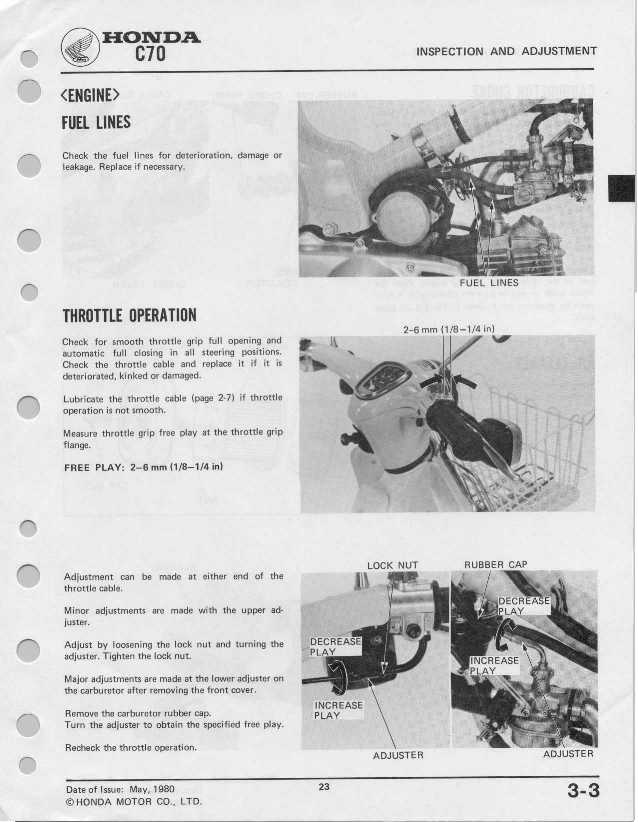 HONDA
C70
INSPECTION AND ADJUSTMENT
<ENGINE>
FUEL LINES
Check the fuel lines for deterioration, damage or
leakage. Replace if necessary.
FUEL LINES
THROTTLE OPERATION
Check for smooth throttle grip full opening and
automatic full closing in all steering positions.
Check the throttle cable and replace it if it is
deteriorated, kinked or damaged.
Lubricate the throttle cable (page 2-7) if throttle
operation is not smooth.
Measure throttle grip free play at the throttle grip
flange.
FREE PLAY: 2–6 mm (1/8–1/4 in)
2–6 mm (1/8–1/4 in)
Adjustment can be made at either end of the
throttle cable.
Minor adjustments are made with the upper ad-
juster.
Adjust by loosening the lock nut and turning the
adjuster. Tighten the lock nut.
Major adjustments are made at the lower adjuster on
the carburetor after removing the front cover.
Remove the carburetor rubber cap.
Turn the adjuster to obtain the specified free play.
Recheck the throttle operation.
LOCK NUT
DECREASE
PLAY
INCREASE
PLAY
ADJUSTER
RUBBER CAP
DECREASE
PLAY
INCREASE
PLAY
ADJUSTER
Date of Issue: May, 1980
© HONDA MOTOR CO., LTD.
23
3-3